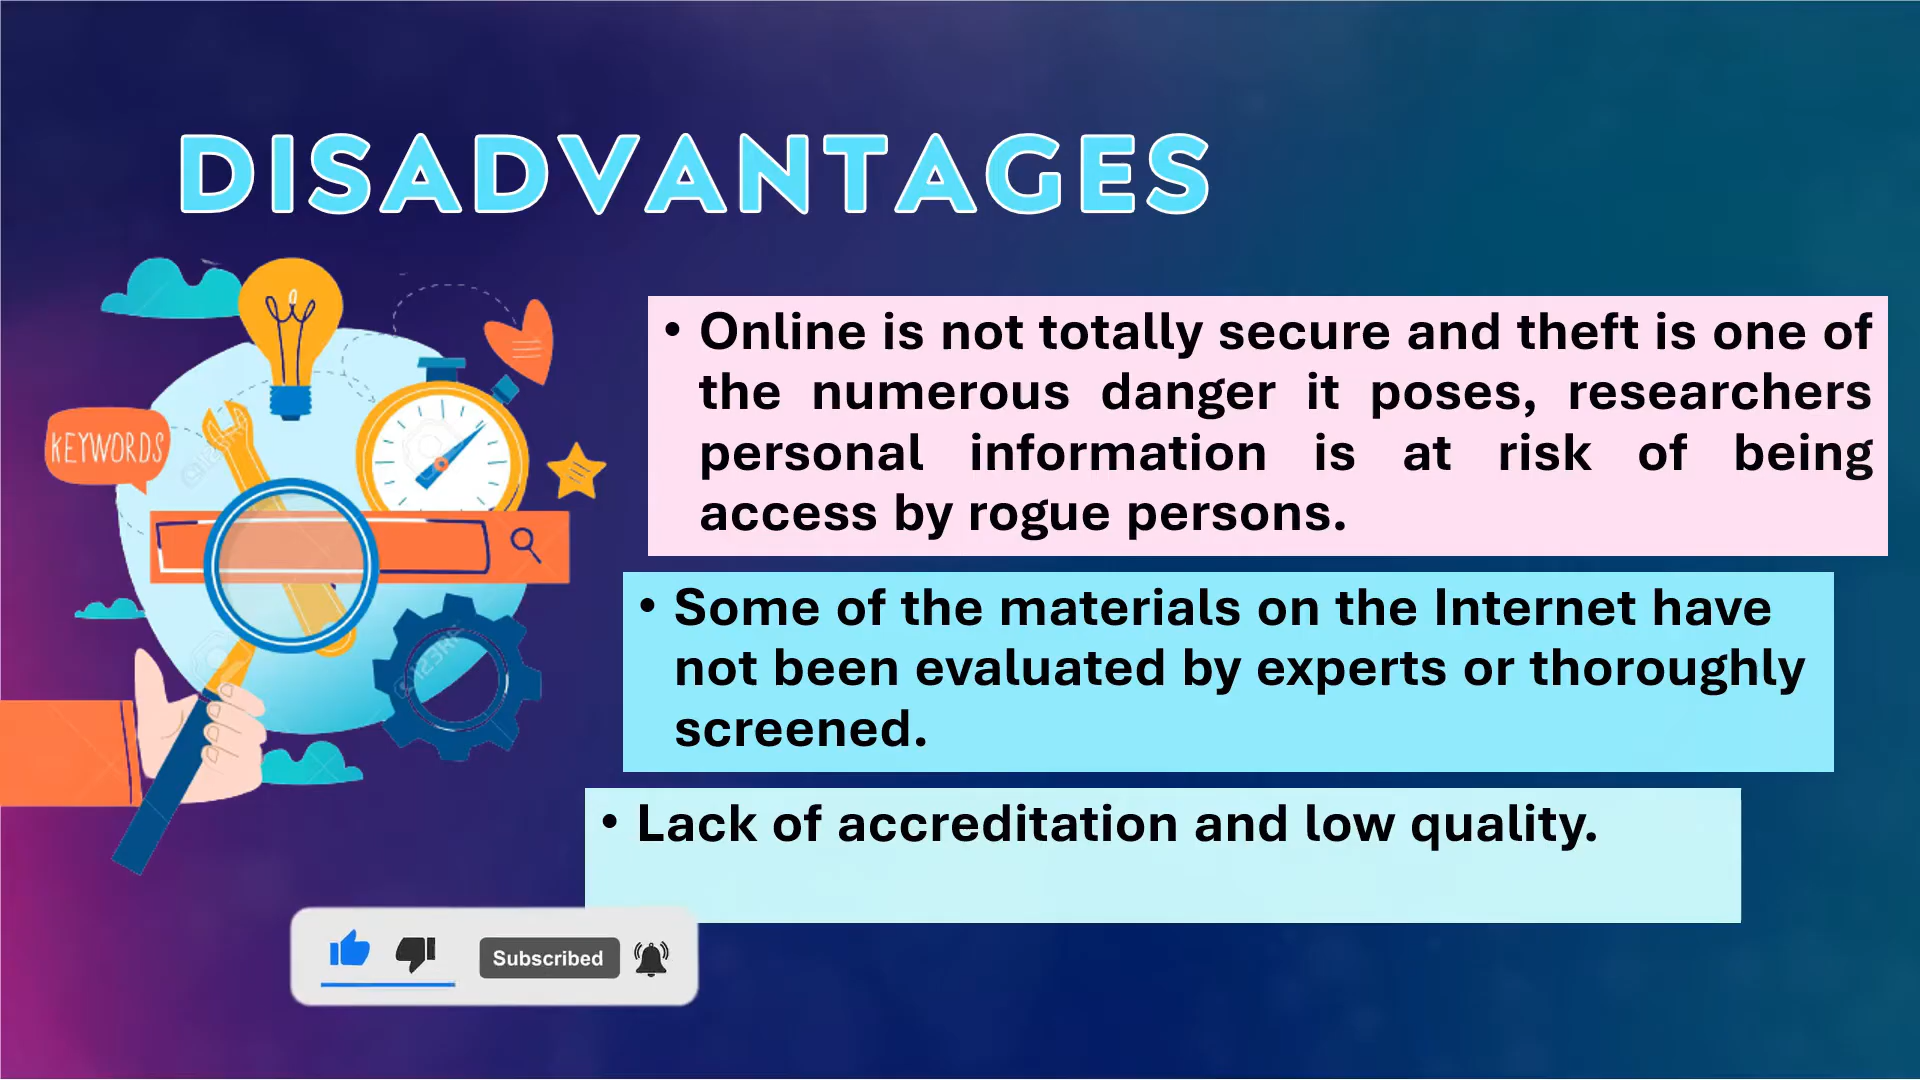 DISADVANTAGES
KEYWORDS
• Online is not totally secure and theft is one of
the numerous danger it poses, researchers
personal information is at risk of being
access by rogue persons.
• Some of the materials on the Internet have
not been evaluated by experts or thoroughly
screened.
• Lack of accreditation and low quality.
Subscribed